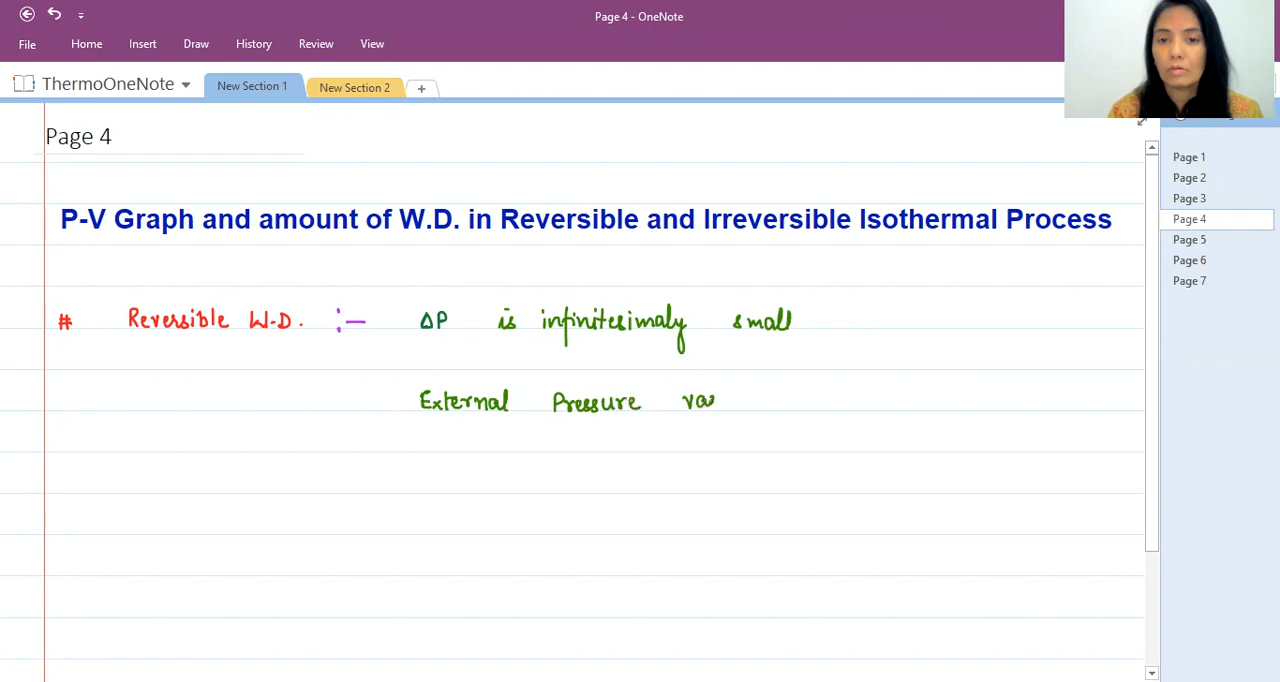 Page 4 - OneNote
File Home Insert Draw History Review View
ThermoOneNote New Section 1 New Section 2 +
Page 4
P-V Graph and amount of W.D. in Reversible and Irreversible Isothermal Process
# Reversible W.D. :- ΔP is infinitesimaly small
External Pressure va
Page 1
Page 2
Page 3
Page 4
Page 5
Page 6
Page 7